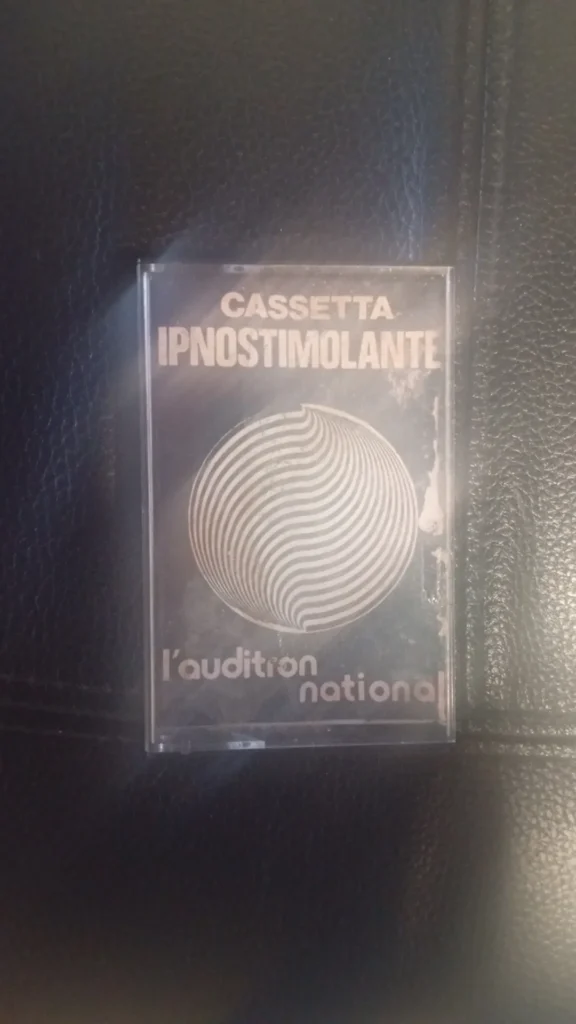 CASSETTA
IPNOSTIMOLANTE
l'auditron
national